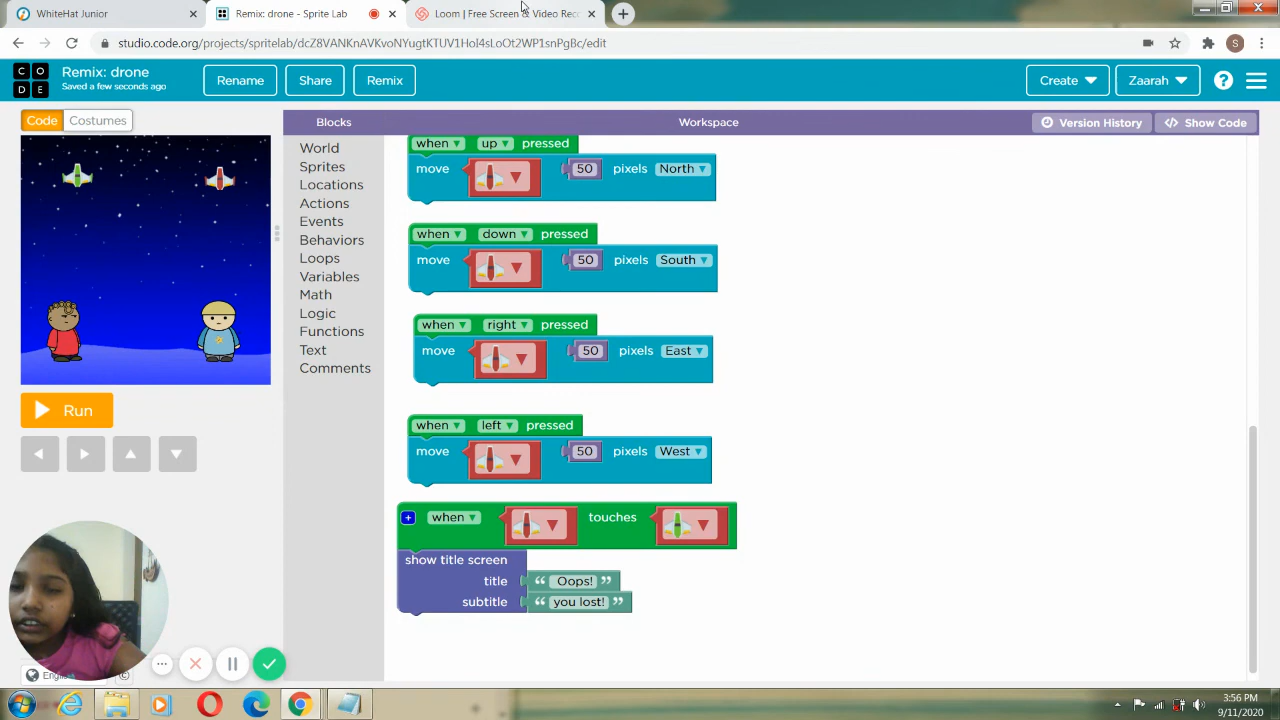 WhiteHat Junior
Remix: drone - Sprite Lab
Loom | Free Screen & Video Rec
studio.code.org/projects/spritelab/dcZ8VANKnAVKvoNYugtKTUV1HoI4sLoOt2WP1snPgBc/edit
S
C O
D E
Remix: drone
Saved a few seconds ago
Rename
Share
Remix
Create
Zaarah
?
Code
Costumes
Blocks
Workspace
Version History
Show Code
World
Sprites
Locations
Actions
Events
Behaviors
Loops
Variables
Math
Logic
Functions
Text
Comments
when up pressed
move 50 pixels North
when down pressed
move 50 pixels South
when right pressed
move 50 pixels East
when left pressed
move 50 pixels West
when touches
show title screen
title “ Oops! ”
subtitle “ you lost! ”
Run
3:56 PM
9/11/2020